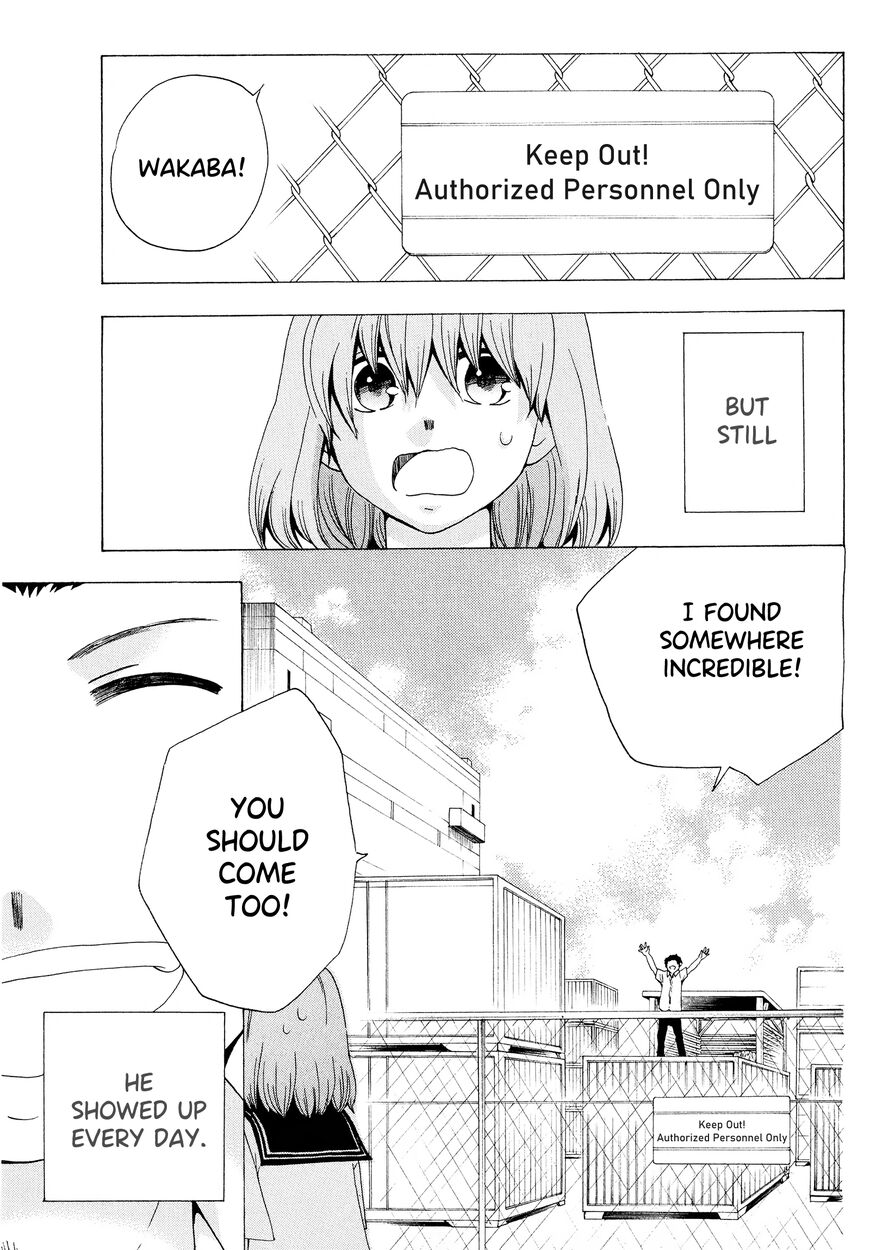 WAKABA!
Keep Out!
Authorized Personnel Only
BUT
STILL
I FOUND
SOMEWHERE
INCREDIBLE!
YOU
SHOULD
COME
TOO!
Keep Out!
Authorized Personnel Only
HE
SHOWED UP
EVERY DAY.